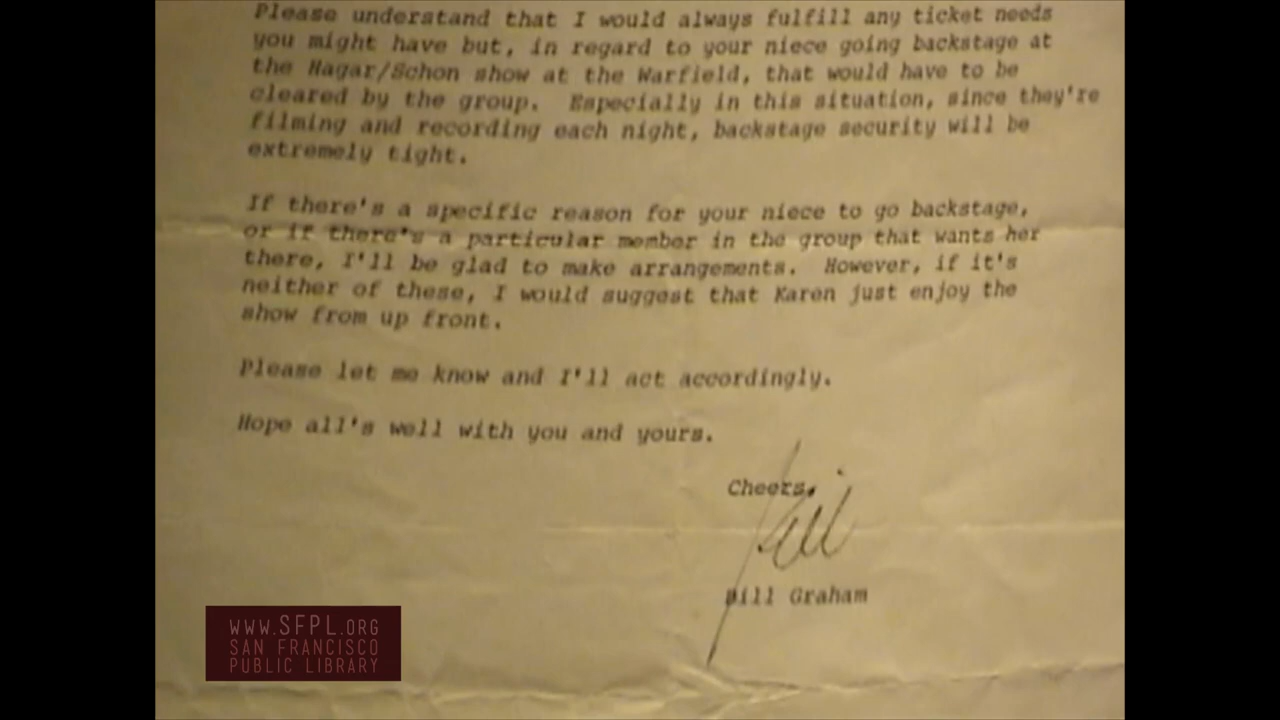 Please understand that I would always fulfill any ticket needs
you might have but, in regard to your niece going backstage at
the Hagar/Schon show at the Warfield, that would have to be
cleared by the group.  Especially in this situation, since they're
filming and recording each night, backstage security will be
extremely tight.
If there's a specific reason for your niece to go backstage,
or if there's a particular member in the group that wants her
there, I'll be glad to make arrangements.  However, if it's
neither of these, I would suggest that Karen just enjoy the
show from up front.
Please let me know and I'll act accordingly.
Hope all's well with you and yours.
Cheers,
Bill
Bill Graham
WWW.SFPL.ORG
SAN FRANCISCO
PUBLIC LIBRARY